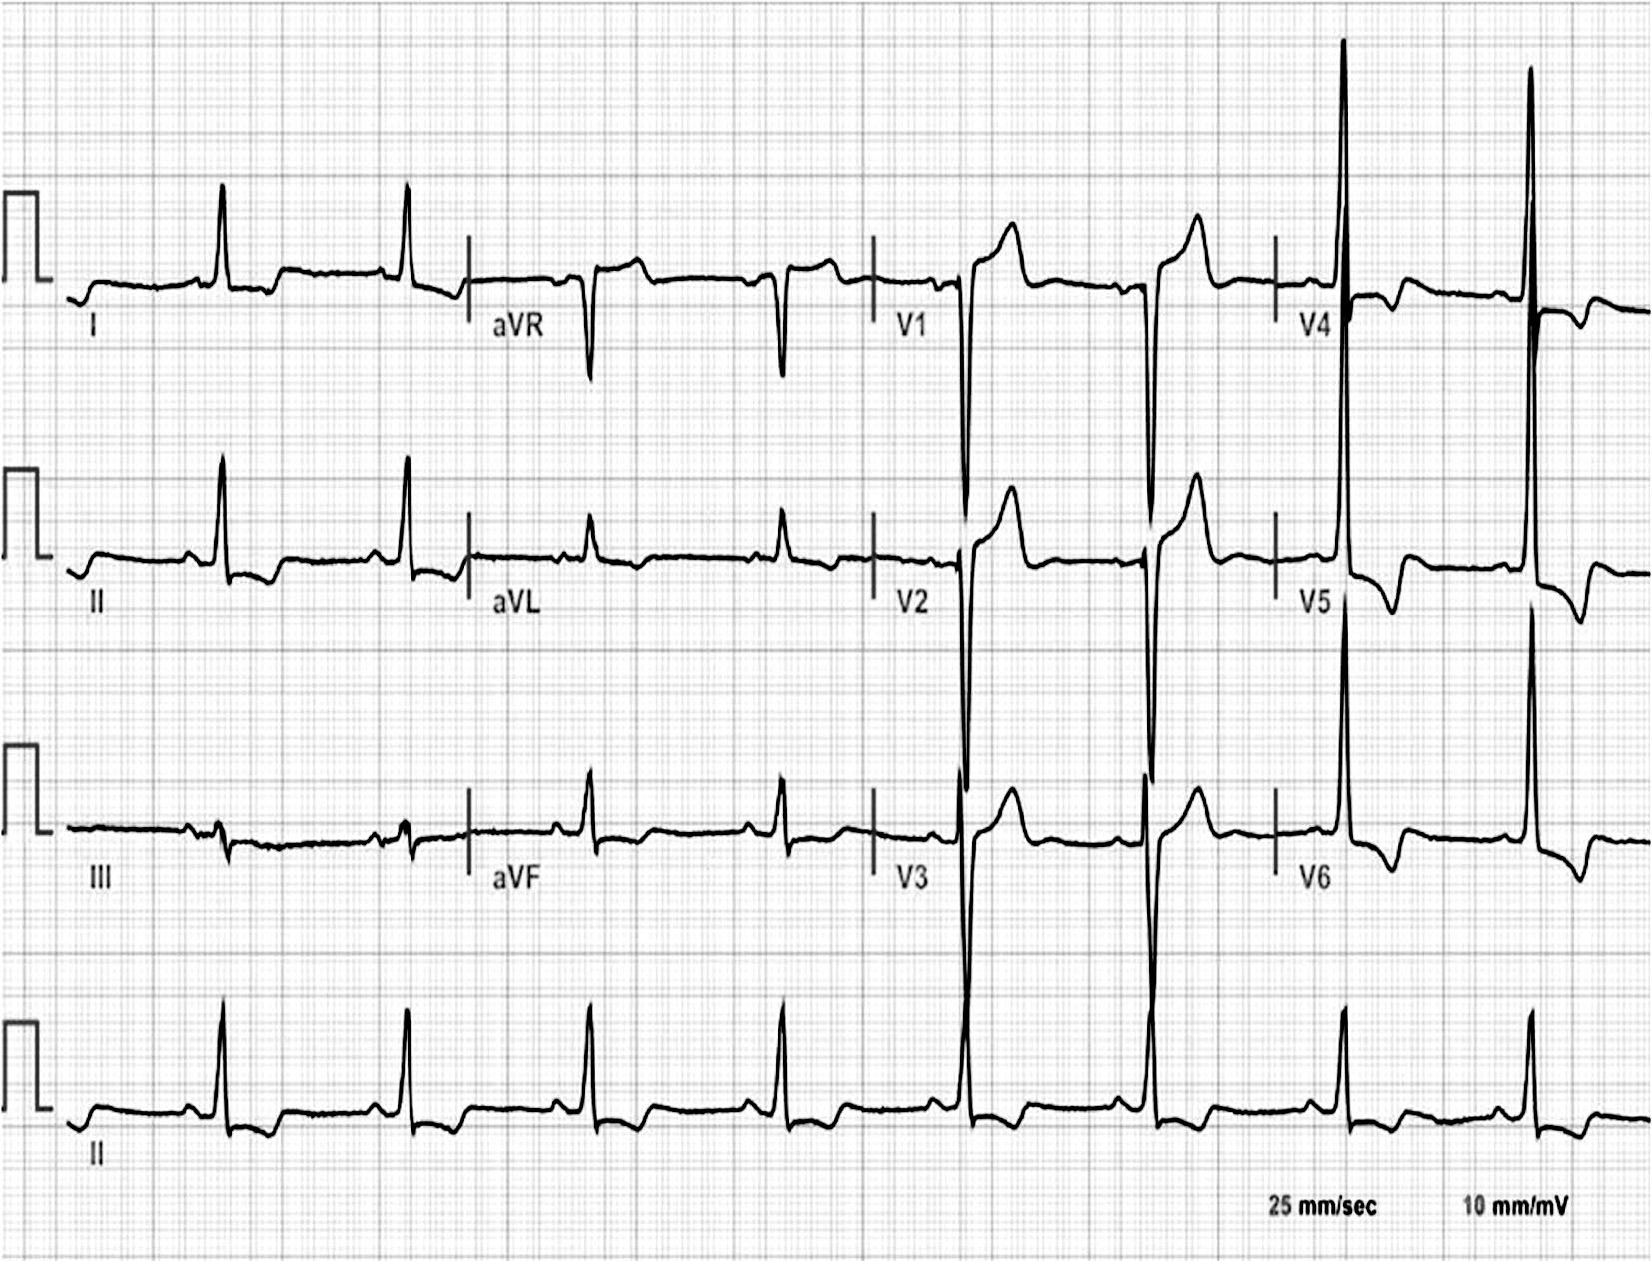 I aVR V1 V4
II aVL V2 V5
III aVF V3 V6
II
25 mm/sec 10 mm/mV